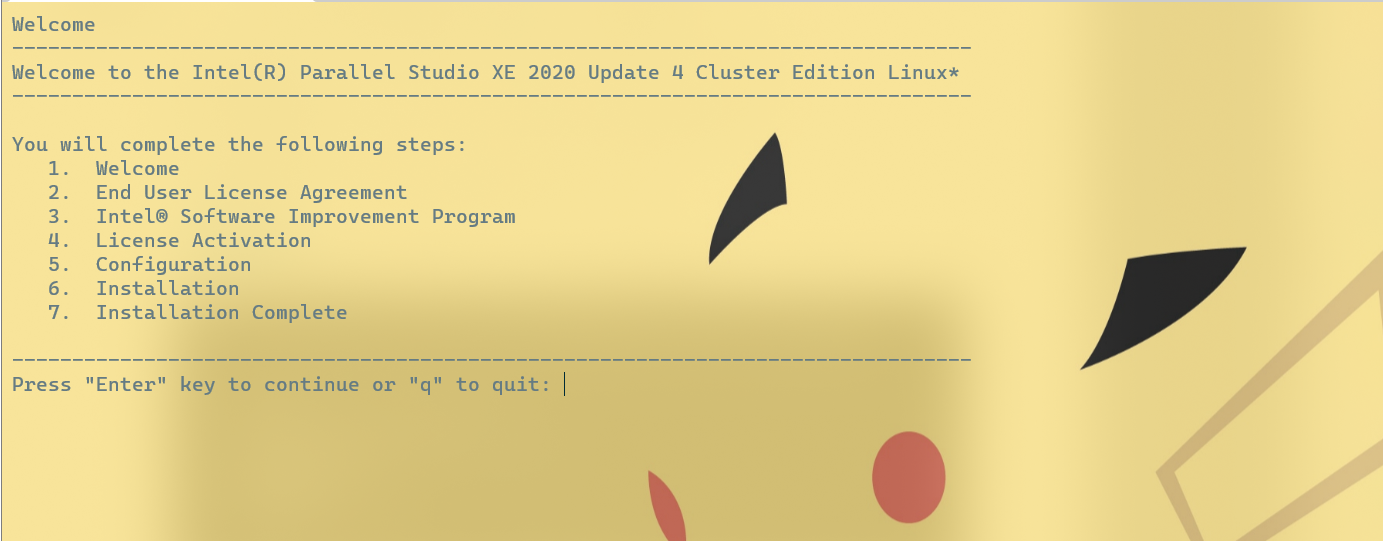 Welcome
--------------------------------------------------------------------------------
Welcome to the Intel(R) Parallel Studio XE 2020 Update 4 Cluster Edition Linux*
--------------------------------------------------------------------------------
You will complete the following steps:
1. Welcome
2. End User License Agreement
3. Intel® Software Improvement Program
4. License Activation
5. Configuration
6. Installation
7. Installation Complete
--------------------------------------------------------------------------------
Press "Enter" key to continue or "q" to quit: